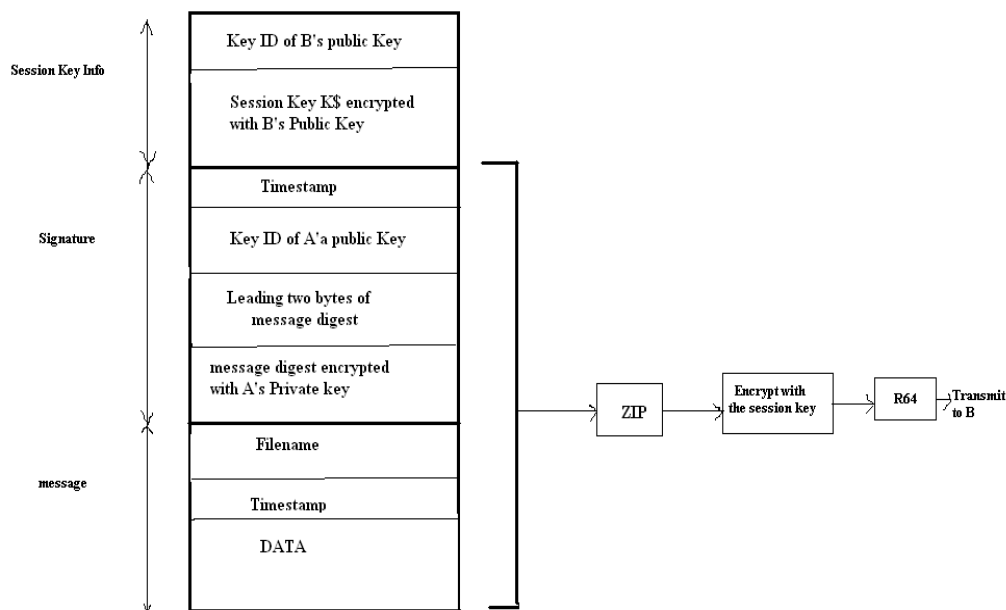 Session Key Info
Key ID of B's public Key
Session Key K$ encrypted
with B's Public Key
Signature
Timestamp
Key ID of A'a public Key
Leading two bytes of
message digest
message digest encrypted
with A's Private key
message
Filename
Timestamp
DATA
ZIP
Encrypt with
the session key
R64
Transmit
to B